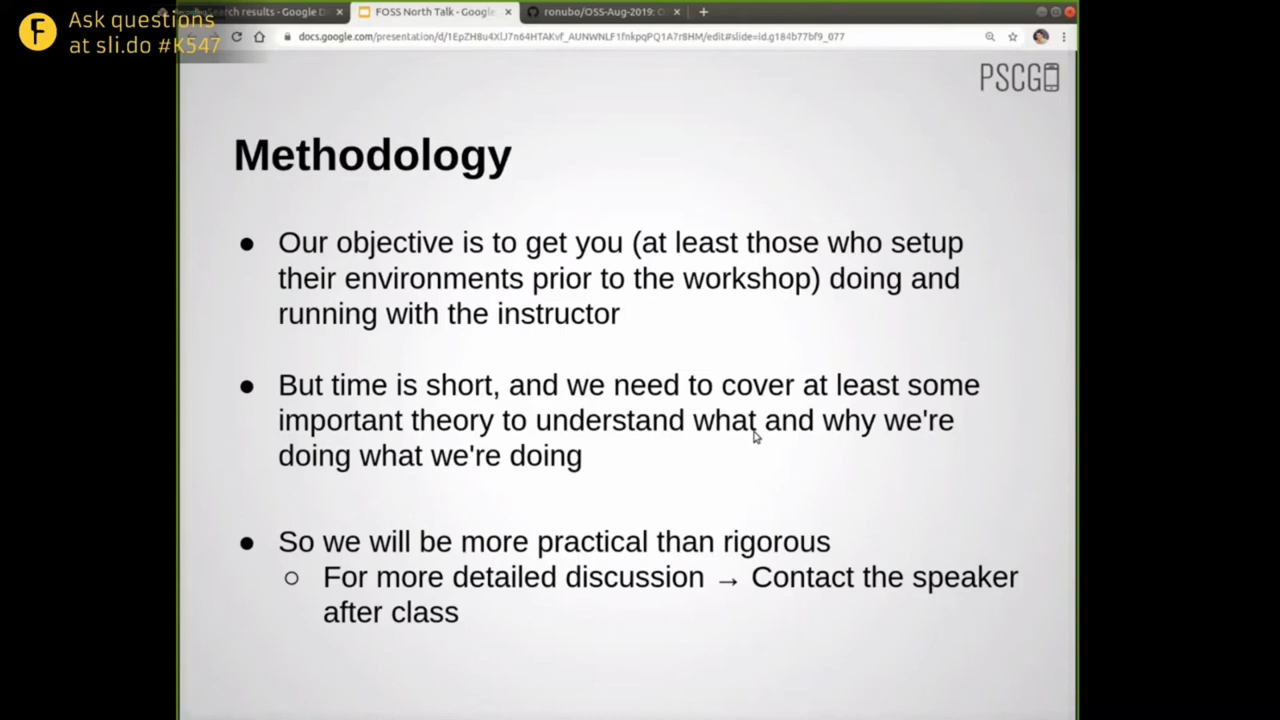 Ask questions
at sli.do #K547
F
Search results - Google D
FOSS North Talk - Google
ronubo/OSS-Aug-2019:
docs.google.com/presentation/d/1EpZH8u4XlJ7n64HTAKvf_AUNWNLF1fnkpqPQ1A7r8HM/edit#slide=id.g184b77bf9_077
PSCG
Methodology
● Our objective is to get you (at least those who setup
their environments prior to the workshop) doing and
running with the instructor
● But time is short, and we need to cover at least some
important theory to understand what and why we're
doing what we're doing
● So we will be more practical than rigorous
○ For more detailed discussion → Contact the speaker
after class